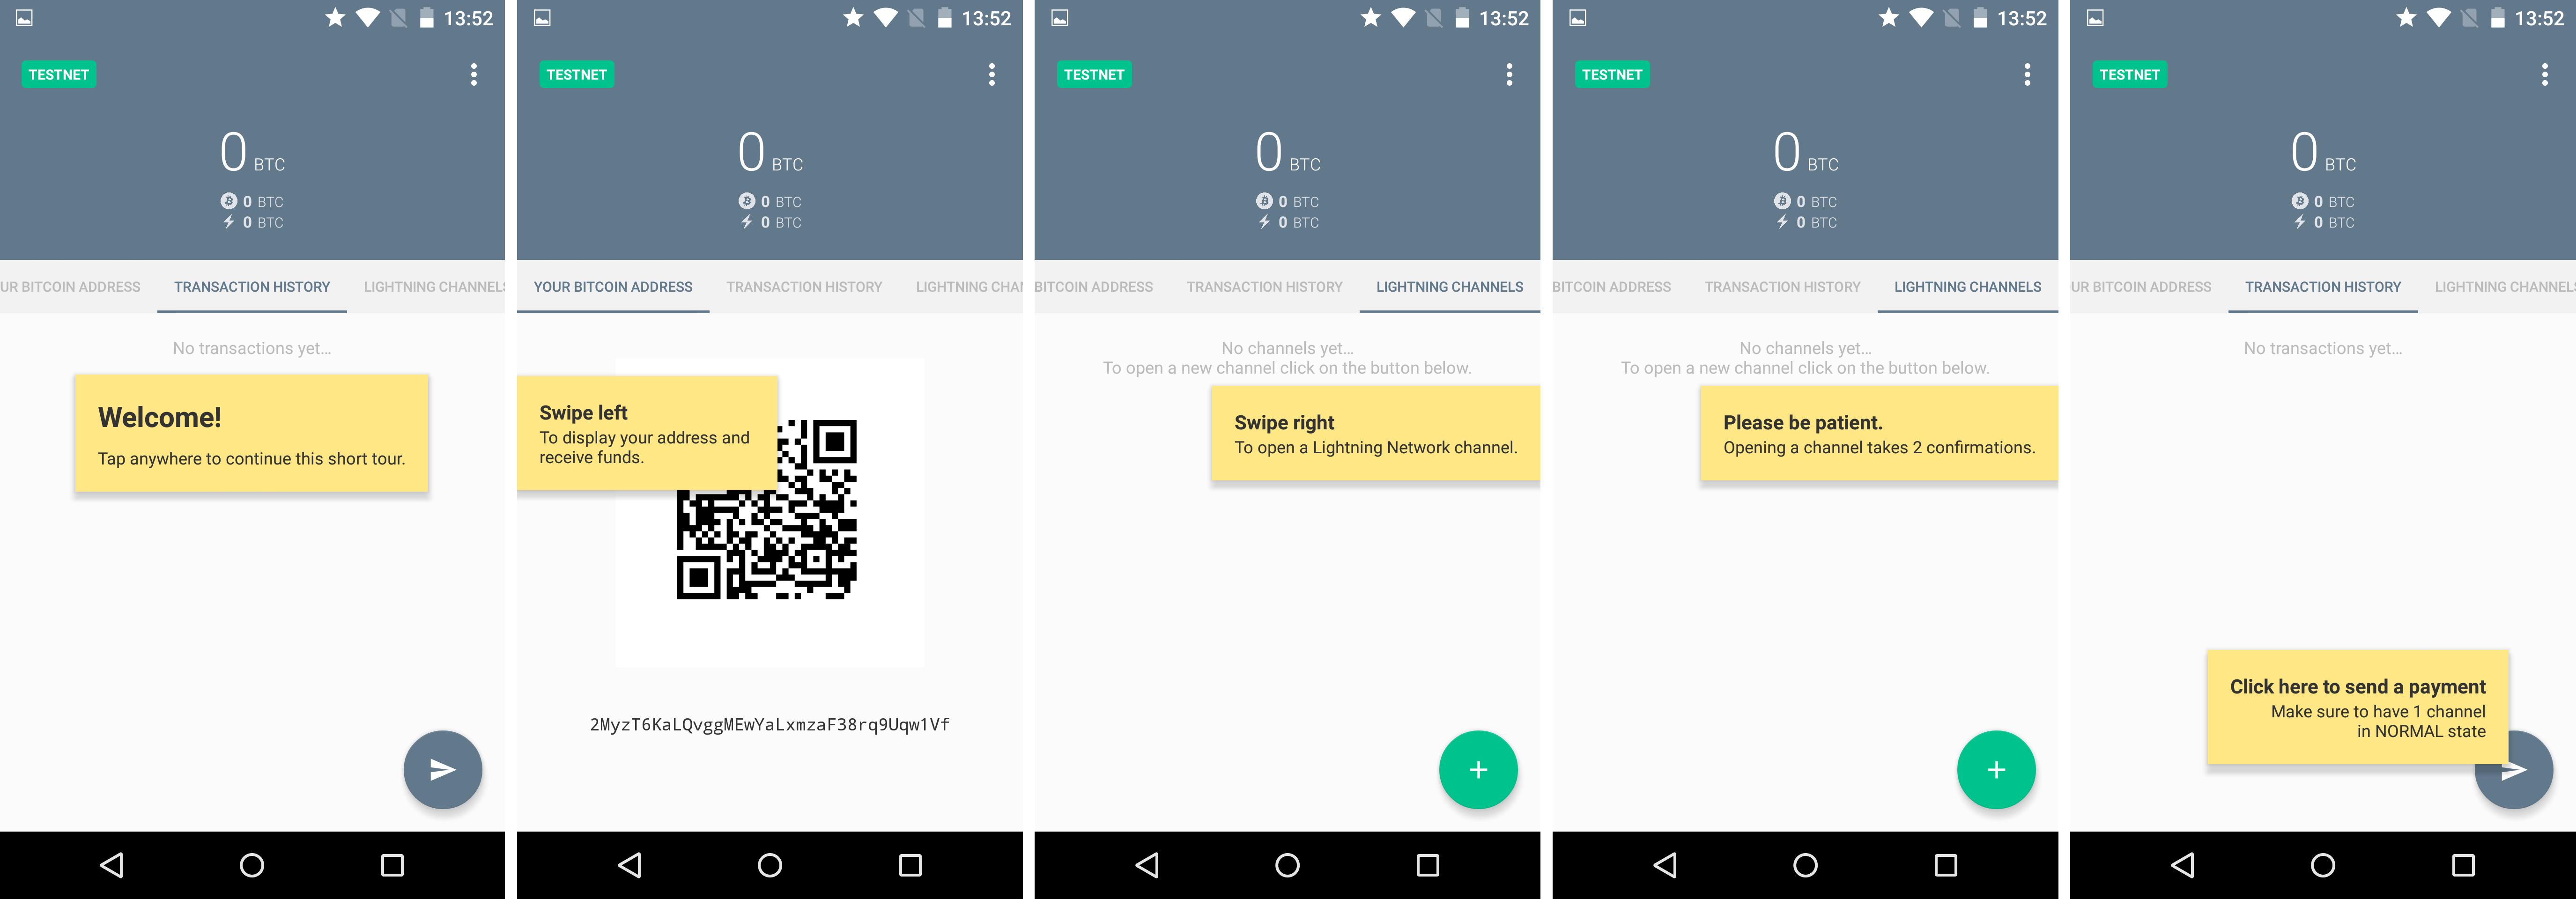 13:52
TESTNET
0 BTC
0 BTC
0 BTC
UR BITCOIN ADDRESS TRANSACTION HISTORY LIGHTNING CHANNELS
No transactions yet...
Welcome!
Tap anywhere to continue this short tour.
13:52
TESTNET
0 BTC
0 BTC
0 BTC
YOUR BITCOIN ADDRESS TRANSACTION HISTORY LIGHTNING CHAN
Swipe left
To display your address and
receive funds.
2MyzT6KaLQvggMEwYaLxmzaF38rq9Uqw1Vf
13:52
TESTNET
0 BTC
0 BTC
0 BTC
BITCOIN ADDRESS TRANSACTION HISTORY LIGHTNING CHANNELS
No channels yet...
To open a new channel click on the button below.
Swipe right
To open a Lightning Network channel.
13:52
TESTNET
0 BTC
0 BTC
0 BTC
BITCOIN ADDRESS TRANSACTION HISTORY LIGHTNING CHANNELS
No channels yet...
To open a new channel click on the button below.
Please be patient.
Opening a channel takes 2 confirmations.
13:52
TESTNET
0 BTC
0 BTC
0 BTC
UR BITCOIN ADDRESS TRANSACTION HISTORY LIGHTNING CHANNELS
No transactions yet...
Click here to send a payment
Make sure to have 1 channel
in NORMAL state